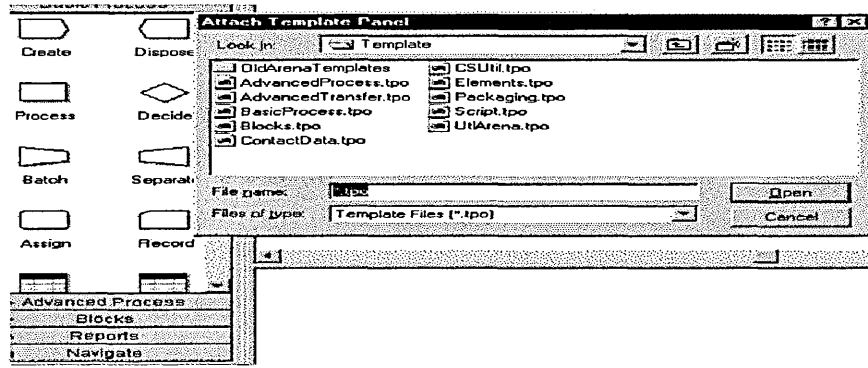 Attach Template Panel
Create
Dispose
Process
Decide
Batch
Separat
Assign
Record
Advanced Process
Blocks
Reports
Navigate
Look in:
Template
OldArenaTemplates
AdvancedProcess.tpo
AdvancedTransfer.tpo
BasicProcess.tpo
Blocks.tpo
ContactData.tpo
CSUtil.tpo
Elements.tpo
Packaging.tpo
Script.tpo
UtlArena.tpo
File name:
*.tpo
Open
Files of type:
Template Files (*.tpo)
Cancel